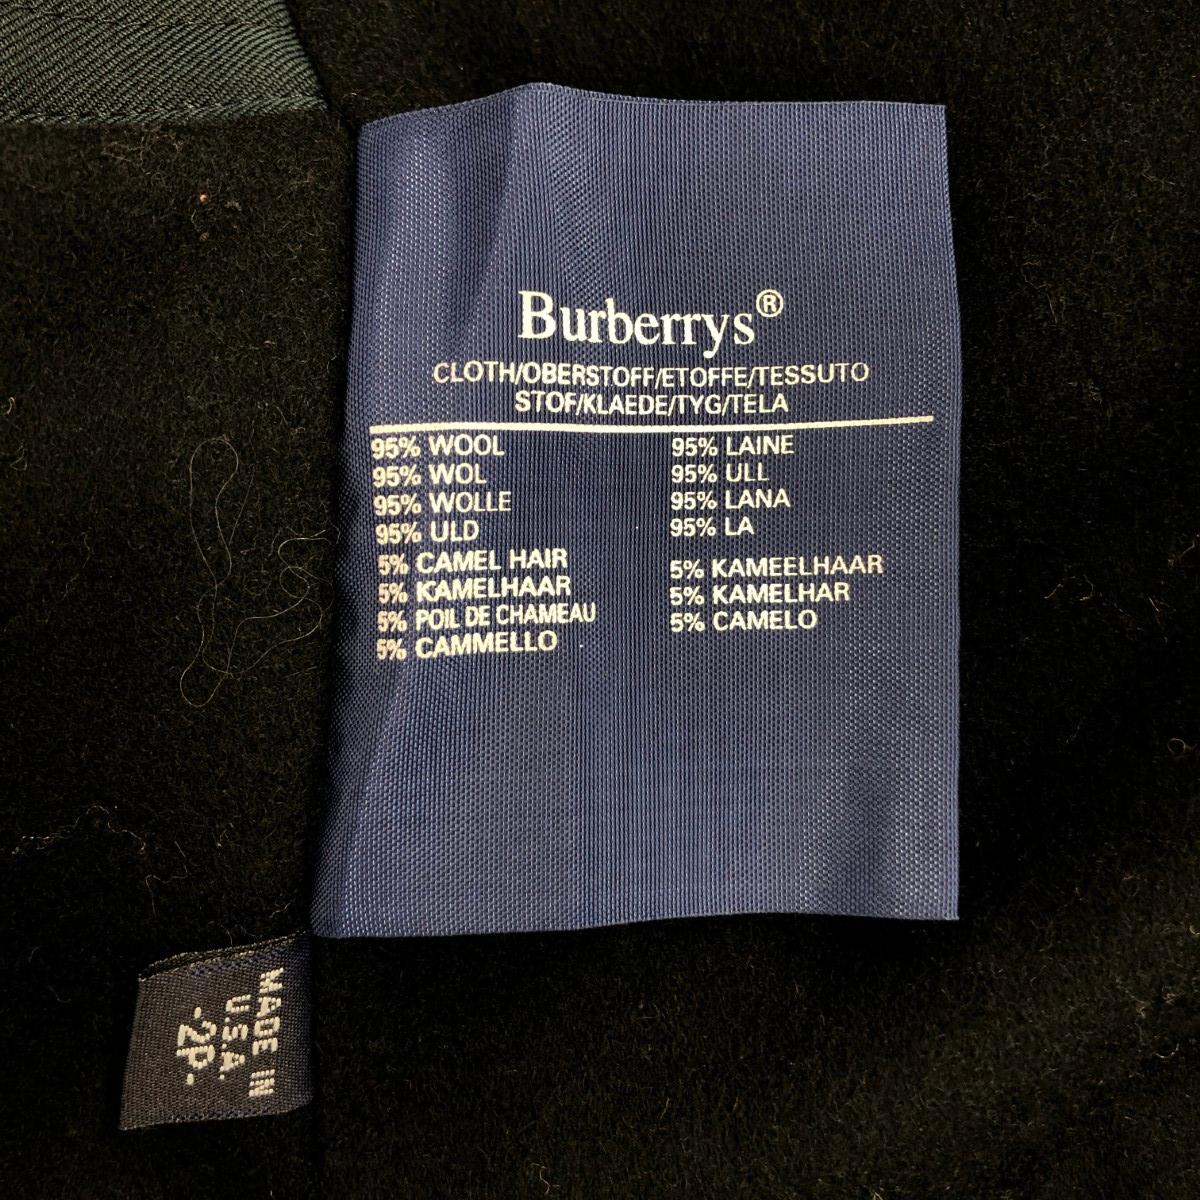 Burberrys®
CLOTH/OBERSTOFF/ETOFFE/TESSUTO
STOF/KLAEDE/TYG/TELA
95% WOOL
95% WOL
95% WOLLE
95% ULD
5% CAMEL HAIR
5% KAMELHAAR
5% POIL DE CHAMEAU
5% CAMMELLO
95% LAINE
95% ULL
95% LANA
95% LA
5% KAMEELHAAR
5% KAMELHAR
5% CAMELO
MADE IN
U.S.A.
-2P-